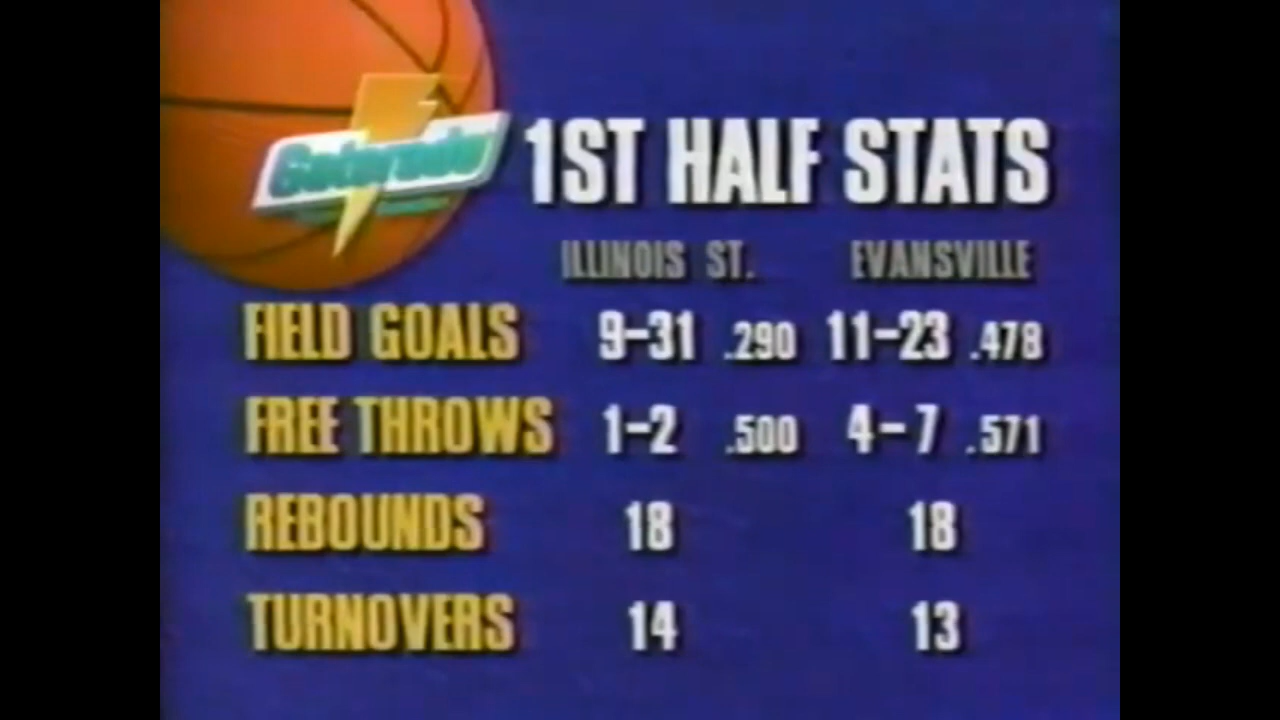 Gatorade
1ST HALF STATS
ILLINOIS ST. EVANSVILLE
FIELD GOALS 9-31 .290 11-23 .478
FREE THROWS 1-2 .500 4-7 .571
REBOUNDS 18 18
TURNOVERS 14 13